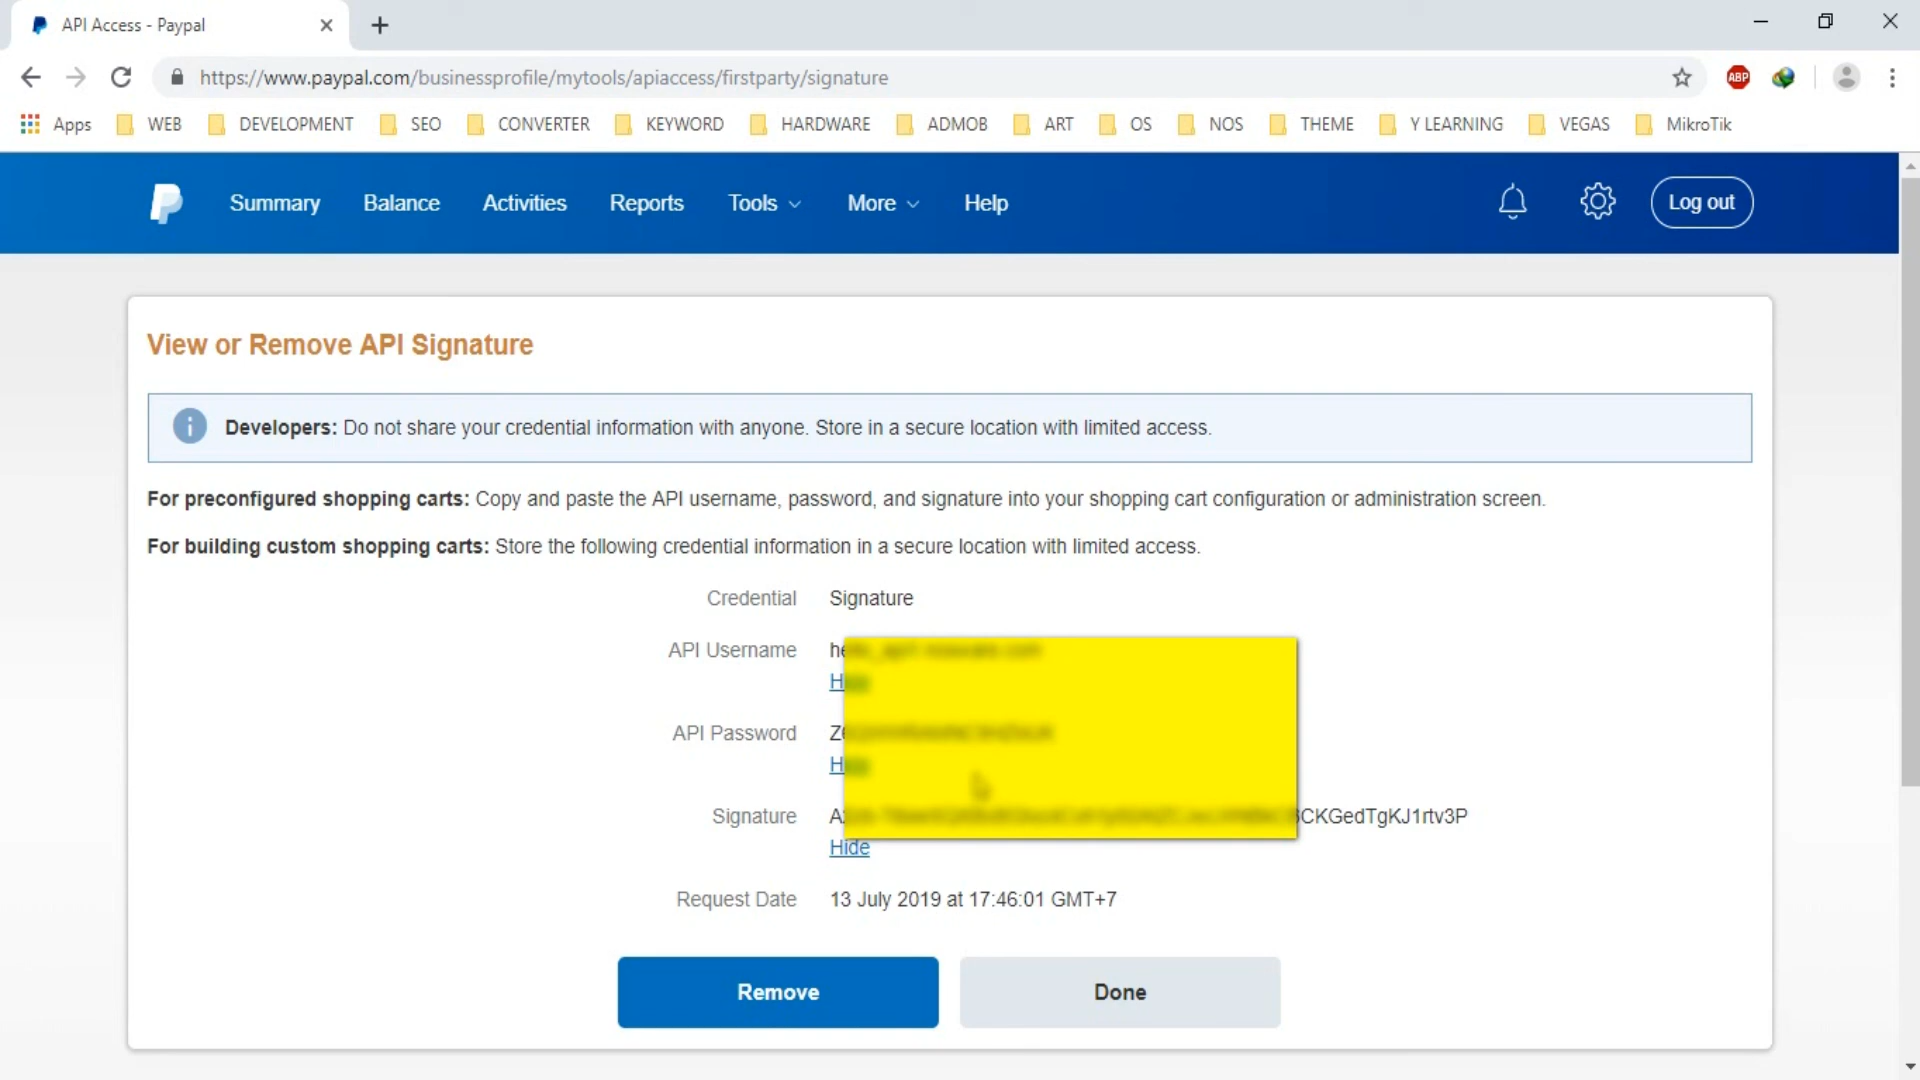 API Access - Paypal
https://www.paypal.com/businessprofile/mytools/apiaccess/firstparty/signature
ABP
Apps WEB DEVELOPMENT SEO CONVERTER KEYWORD HARDWARE ADMOB ART OS NOS THEME Y LEARNING VEGAS MikroTik
Summary Balance Activities Reports Tools More Help Log out
View or Remove API Signature
Developers: Do not share your credential information with anyone. Store in a secure location with limited access.
For preconfigured shopping carts: Copy and paste the API username, password, and signature into your shopping cart configuration or administration screen.
For building custom shopping carts: Store the following credential information in a secure location with limited access.
Credential Signature
API Username
API Password
Signature
Hide
Request Date 13 July 2019 at 17:46:01 GMT+7
Remove Done